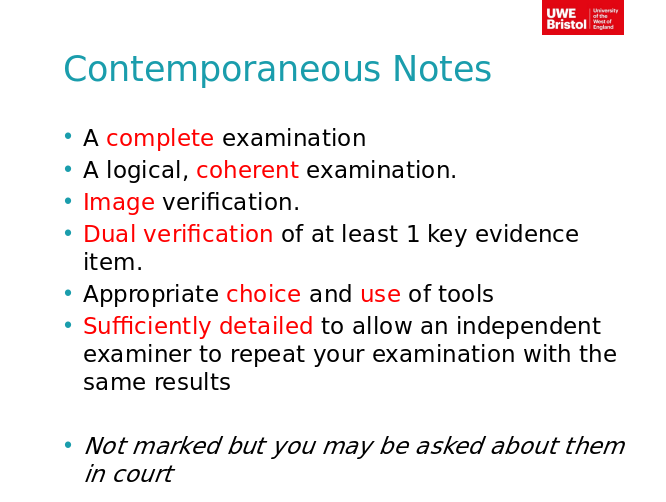 UWE
Bristol
University
of the
West of
England
Contemporaneous Notes
• A complete examination
• A logical, coherent examination.
• Image verification.
• Dual verification of at least 1 key evidence
item.
• Appropriate choice and use of tools
• Sufficiently detailed to allow an independent
examiner to repeat your examination with the
same results
• Not marked but you may be asked about them
in court